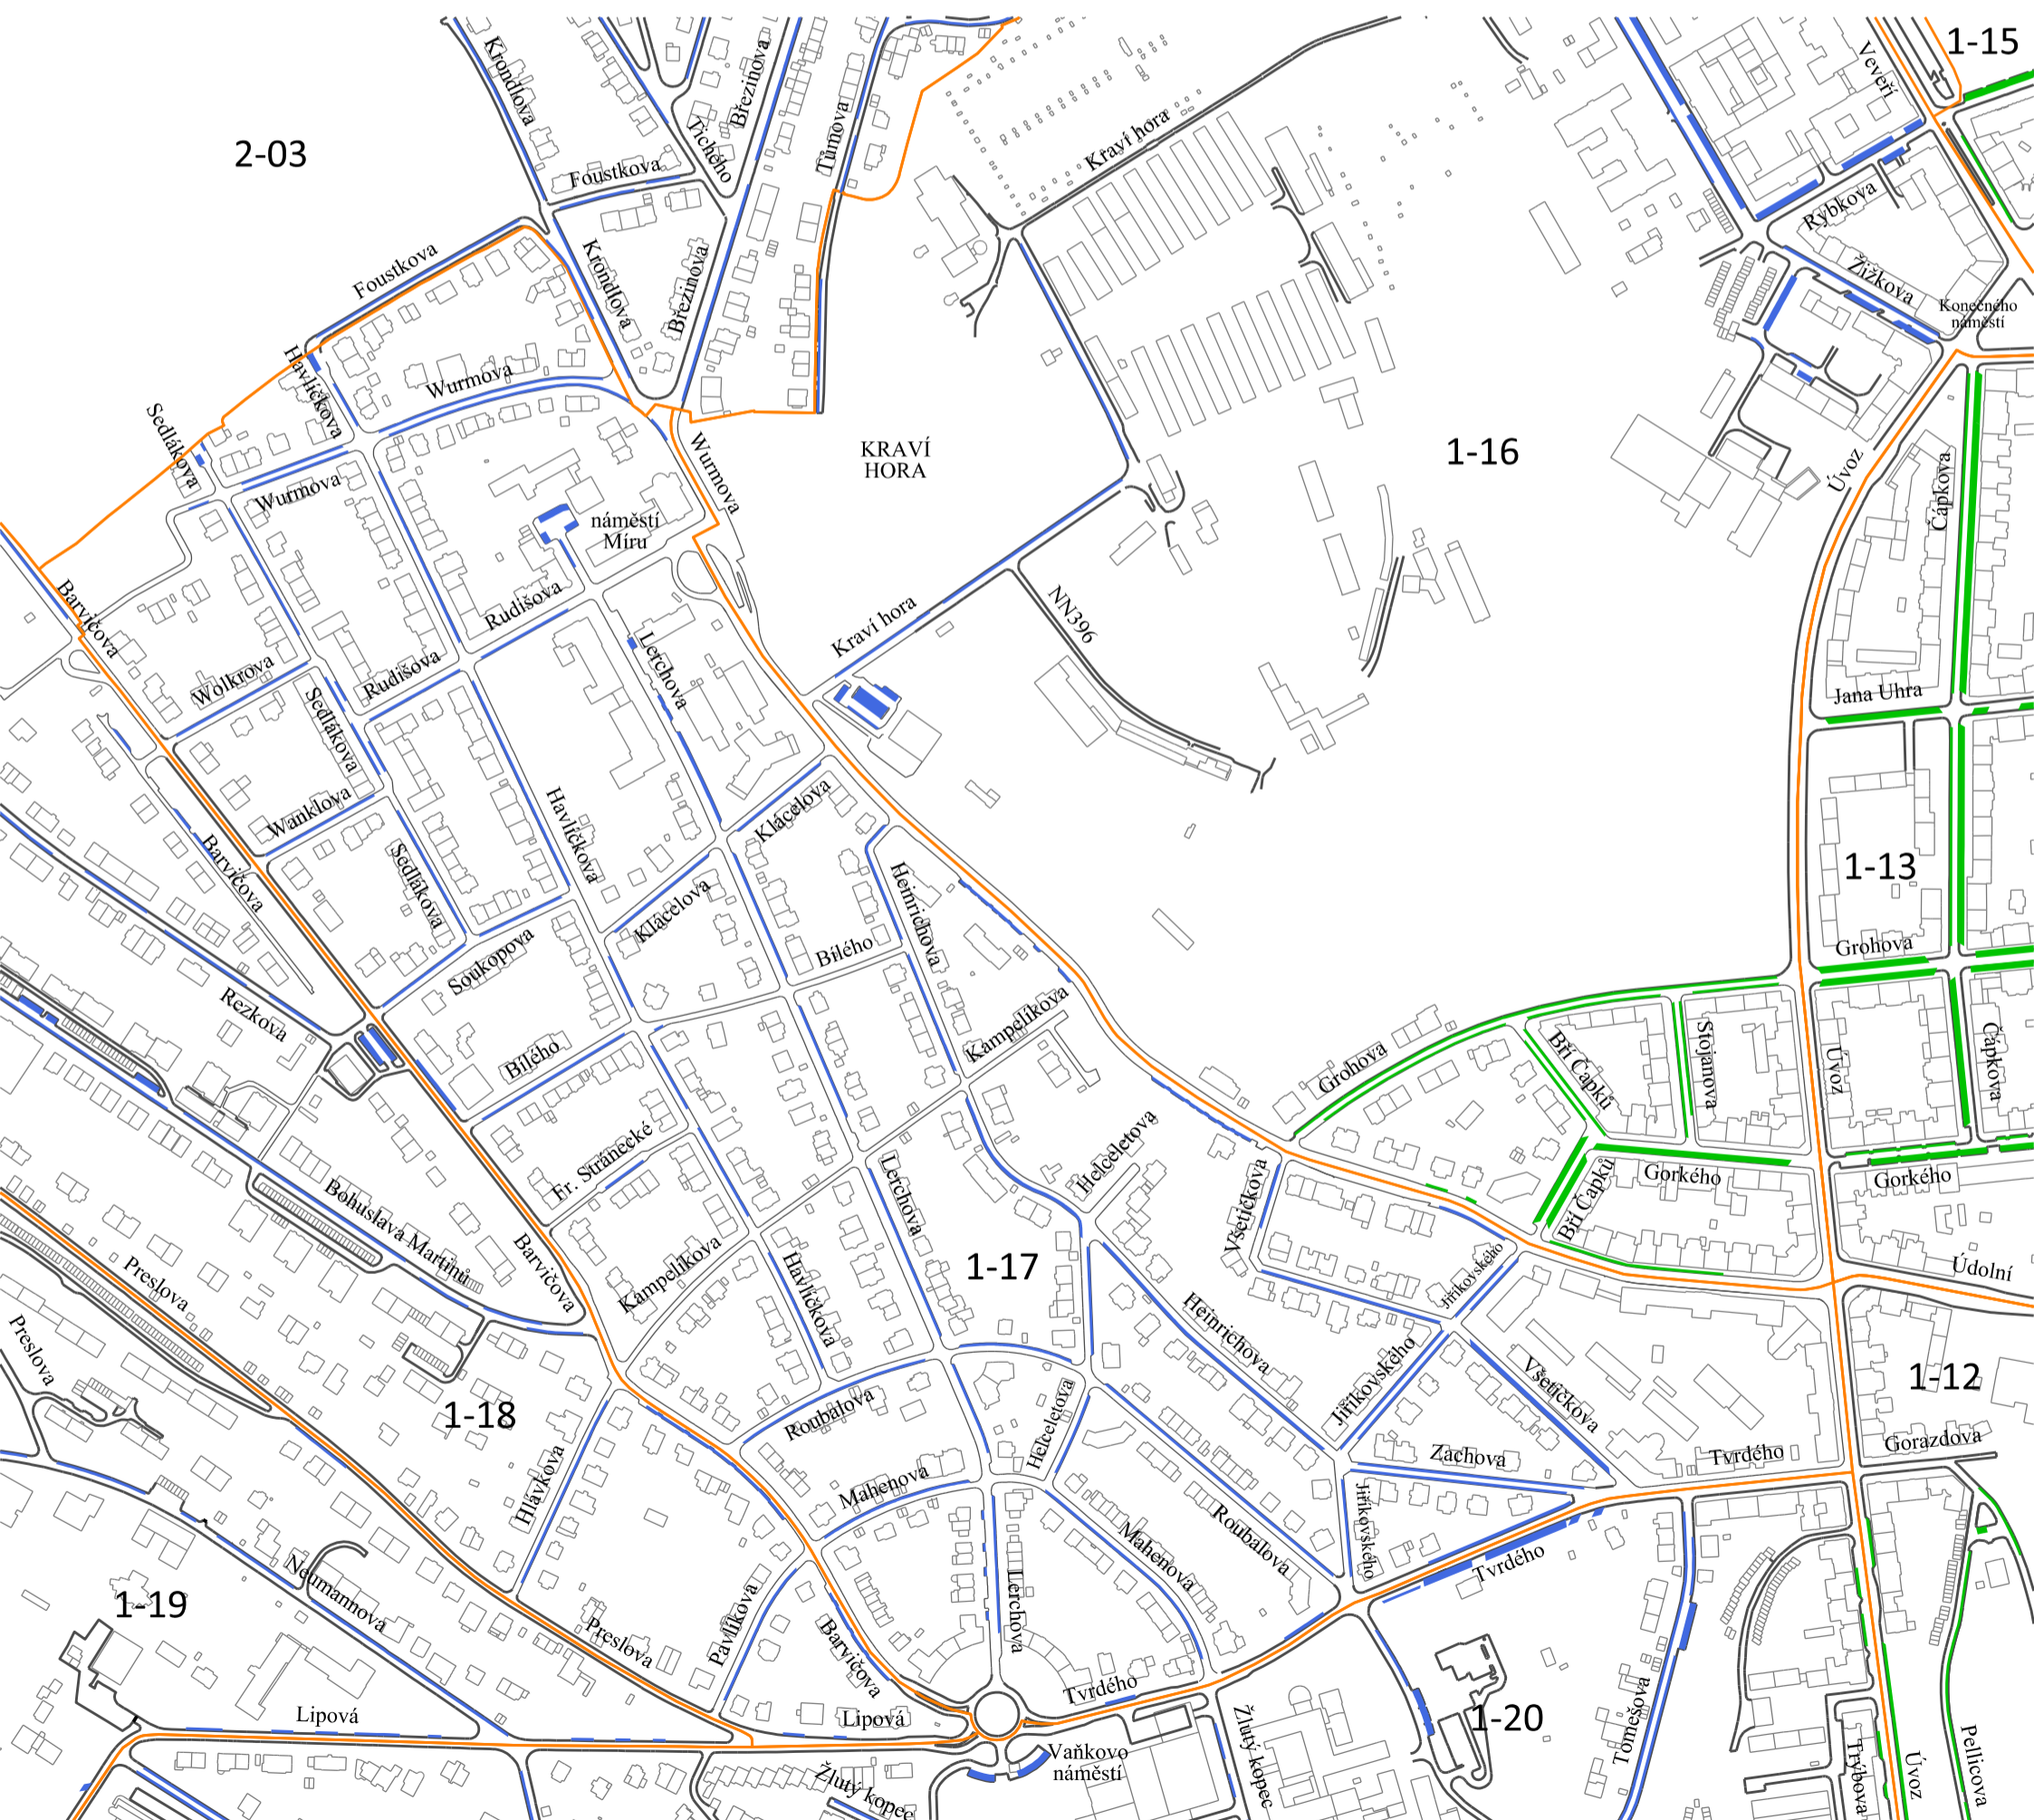 1-15
Krondlova
Březinova
Veveří
Tichého
Tůmova
Kraví hora
2-03
Foustkova
Rybkova
Foustkova
Krondlova
Březinova
Žižkova
Konečného
náměstí
Havlíčkova
Wurmova
Sedlákova
Wurmova
KRAVÍ
HORA
1-16
Úvoz
Čápkova
Wurmova
náměstí
Míru
Barvičova
Rudišova
Kraví hora
NN396
Lerchova
Wolkrova
Rudišova
Sedlákova
Jana Uhra
Wanklova
Havlíčkova
Klácelova
Barvičova
Sedlákova
Klácelova
Heinrichova
1-13
Grohova
Soukopova
Bílého
Rezkova
Kampelíkova
Bílého
Grohova
Bří Čapků
Stojanova
Úvoz
Čápkova
Fr. Stránecké
Helceletova
Gorkého
Gorkého
Bohuslava Martinů
Lerchova
Všetičkova
Bří Čapků
Barvičova
Kampelíkova
Havlíčkova
1-17
Jiříkovského
Údolní
Preslova
Preslova
Heinrichova
Jiříkovského
Všetičkova
1-12
1-18
Roubalova
Helceletova
Zachova
Tvrdého
Gorazdova
Hlávkova
Mahenova
Jiříkovského
Roubalova
Mahenova
Tvrdého
1-19
Neumannova
Preslova
Pavlíkova
Barvičova
Lerchova
Tvrdého
Lipová
Lipová
Žlutý kopec
1-20
Tomešova
Vaňkovo
náměstí
Žlutý kopec
Trýbova
Úvoz
Pellicova